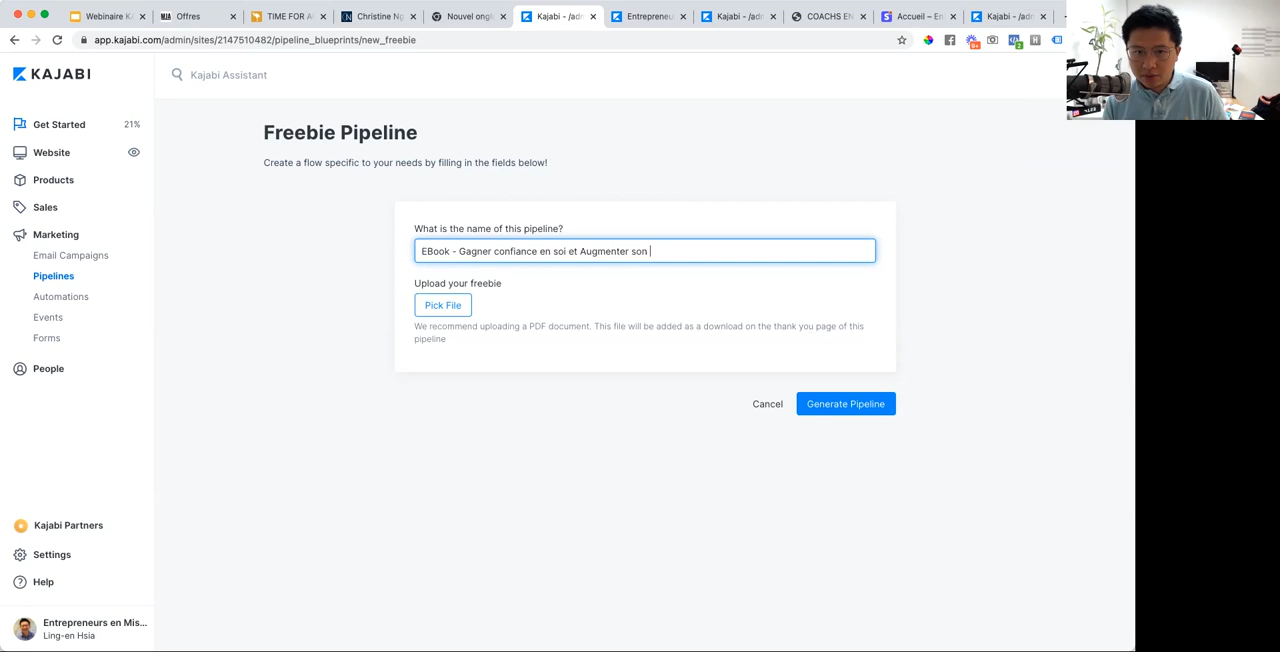 Webinaire K
Offres
TIME FOR A
Christine Ng
Nouvel ongl
Kajabi - /adm
Entrepreneu
Kajabi - /adm
COACHS EN
Accueil – En
Kajabi - /adm
app.kajabi.com/admin/sites/2147510482/pipeline_blueprints/new_freebie
KAJABI
Kajabi Assistant
Get Started 21%
Website
Products
Sales
Marketing
Email Campaigns
Pipelines
Automations
Events
Forms
People
Freebie Pipeline
Create a flow specific to your needs by filling in the fields below!
What is the name of this pipeline?
EBook - Gagner confiance en soi et Augmenter son
Upload your freebie
Pick File
We recommend uploading a PDF document. This file will be added as a download on the thank you page of this
pipeline
Cancel Generate Pipeline
Kajabi Partners
Settings
Help
Entrepreneurs en Mis...
Ling-en Hsia